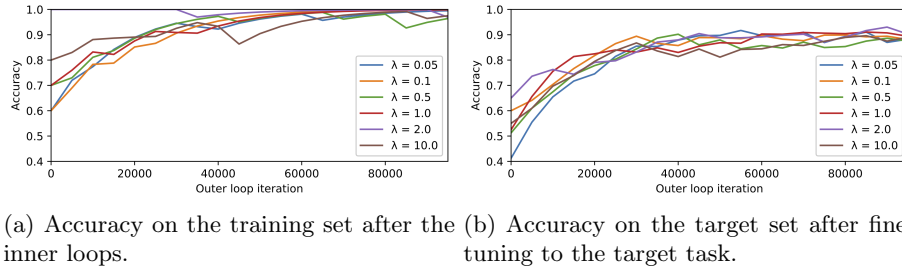 1.0
0.9
0.8
0.7
0.6
0.5
0.4
Accuracy
λ = 0.05
λ = 0.1
λ = 0.5
λ = 1.0
λ = 2.0
λ = 10.0
0 20000 40000 60000 80000
Outer loop iteration
1.0
0.9
0.8
0.7
0.6
0.5
0.4
Accuracy
λ = 0.05
λ = 0.1
λ = 0.5
λ = 1.0
λ = 2.0
λ = 10.0
0 20000 40000 60000 80000
Outer loop iteration
(a) Accuracy on the training set after the
inner loops.
(b) Accuracy on the target set after fine
tuning to the target task.